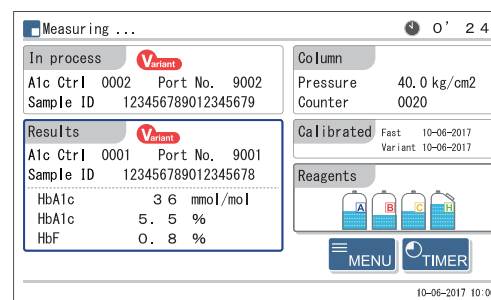 Measuring ...
0' 24
In process Variant
A1c Ctrl 0002 Port No. 9002
Sample ID 123456789012345679
Results Variant
A1c Ctrl 0001 Port No. 9001
Sample ID 123456789012345678
HbA1c 36 mmol/mol
HbA1c 5.5 %
HbF 0.8 %
Column
Pressure 40.0 kg/cm2
Counter 0020
Calibrated Fast 10-06-2017
Variant 10-06-2017
Reagents
A B C H
MENU TIMER
10-06-2017